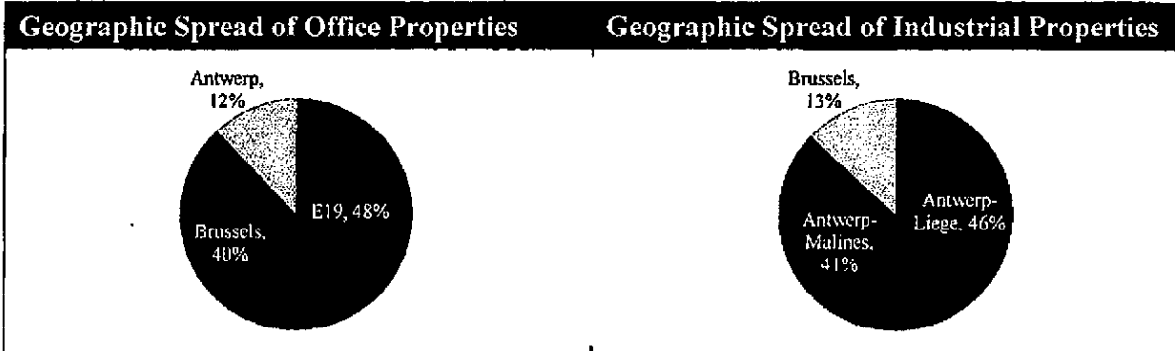 Geographic Spread of Office Properties
Antwerp,
12%
E19, 48%
Brussels,
40%
Geographic Spread of Industrial Properties
Brussels,
13%
Antwerp-
Liege, 46%
Antwerp-
Malines,
41%